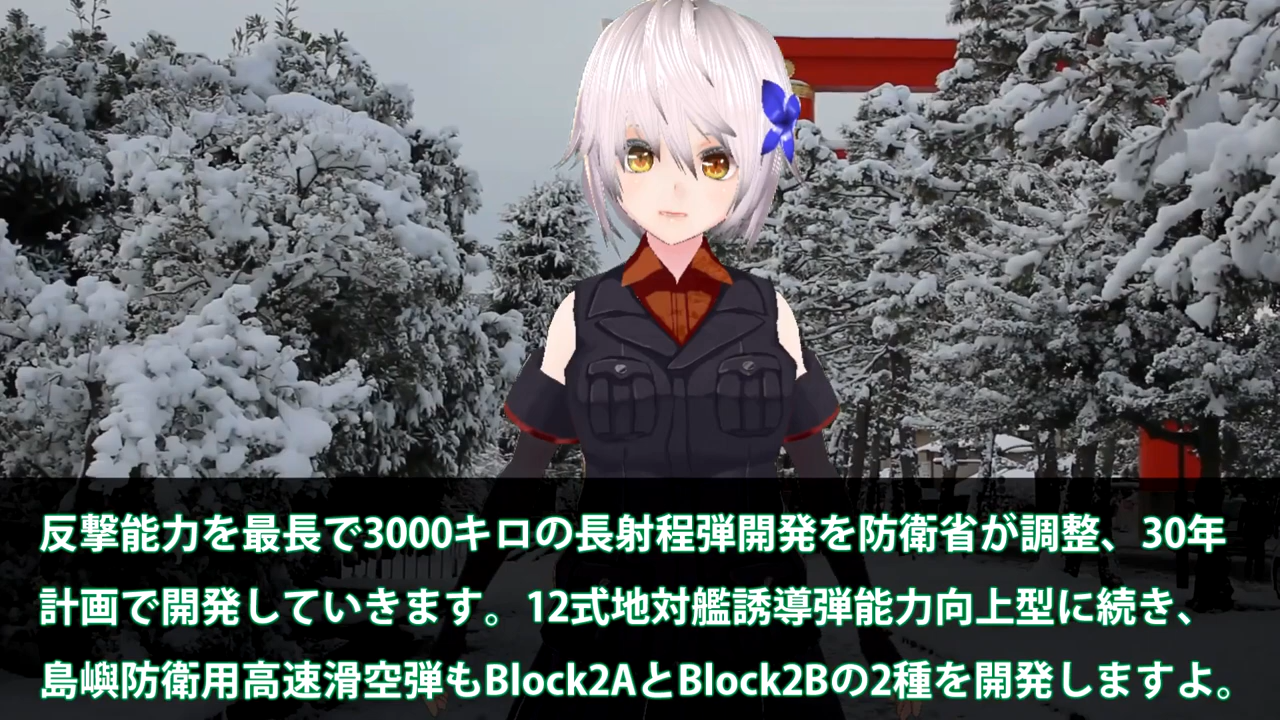 反撃能力を最長で3000キロの長射程弾開発を防衛省が調整、30年
計画で開発していきます。12式地対艦誘導弾能力向上型に続き、
島嶼防衛用高速滑空弾もBlock2AとBlock2Bの2種を開発しますよ。